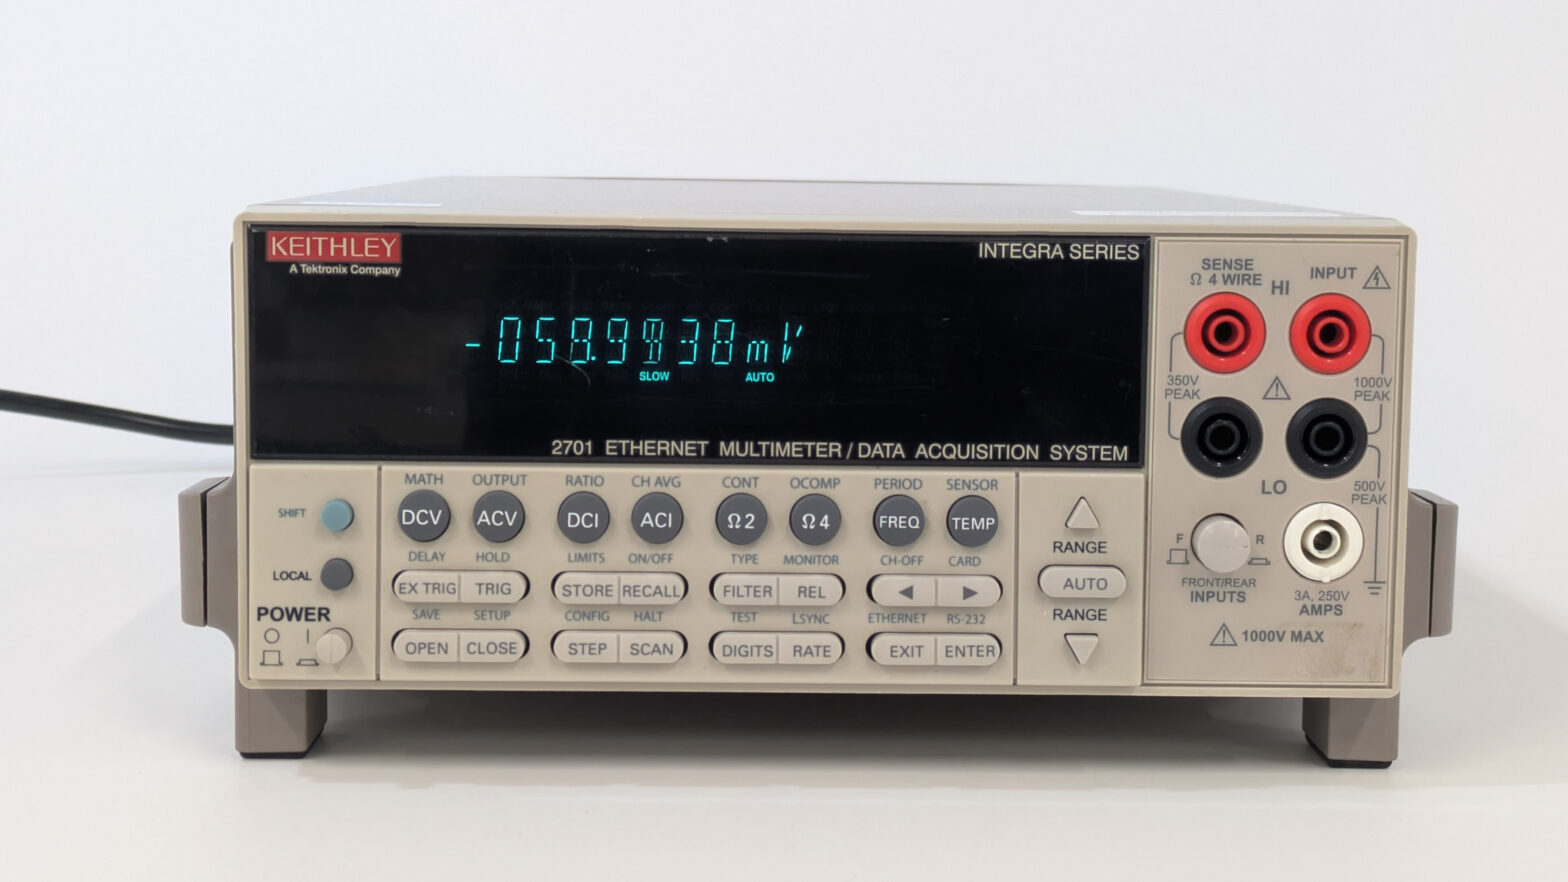 KEITHLEY
A Tektronix Company
INTEGRA SERIES
mV
SLOW AUTO
2701 ETHERNET MULTIMETER / DATA ACQUISITION SYSTEM
SHIFT
LOCAL
POWER
MATH OUTPUT RATIO CH AVG CONT OCOMP PERIOD SENSOR
DCV ACV DCI ACI Ω2 Ω4 FREQ TEMP
DELAY HOLD LIMITS ON/OFF TYPE MONITOR CH-OFF CARD
EX TRIG TRIG STORE RECALL FILTER REL ◀ ▶
SAVE SETUP CONFIG HALT TEST LSYNC ETHERNET RS-232
OPEN CLOSE STEP SCAN DIGITS RATE EXIT ENTER
RANGE
AUTO
RANGE
SENSE
Ω 4 WIRE
HI
INPUT
350V
PEAK
1000V
PEAK
LO
500V
PEAK
F R
FRONT/REAR
INPUTS
3A, 250V
AMPS
1000V MAX